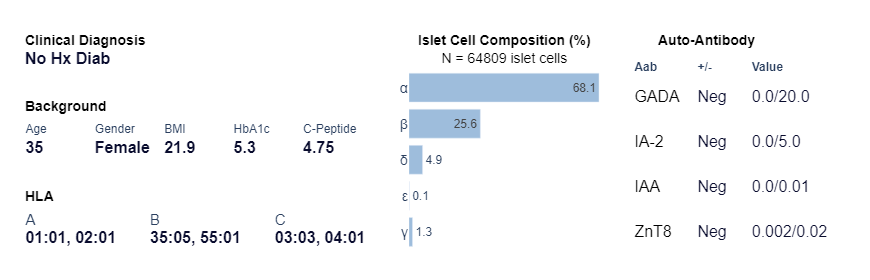 Clinical Diagnosis
No Hx Diab
Background
Age Gender BMI HbA1c C-Peptide
35 Female 21.9 5.3 4.75
HLA
A B C
01:01, 02:01 35:05, 55:01 03:03, 04:01
Islet Cell Composition (%)
N = 64809 islet cells
α 68.1
β 25.6
δ 4.9
ε 0.1
γ 1.3
Auto-Antibody
Aab +/- Value
GADA Neg 0.0/20.0
IA-2 Neg 0.0/5.0
IAA Neg 0.0/0.01
ZnT8 Neg 0.002/0.02